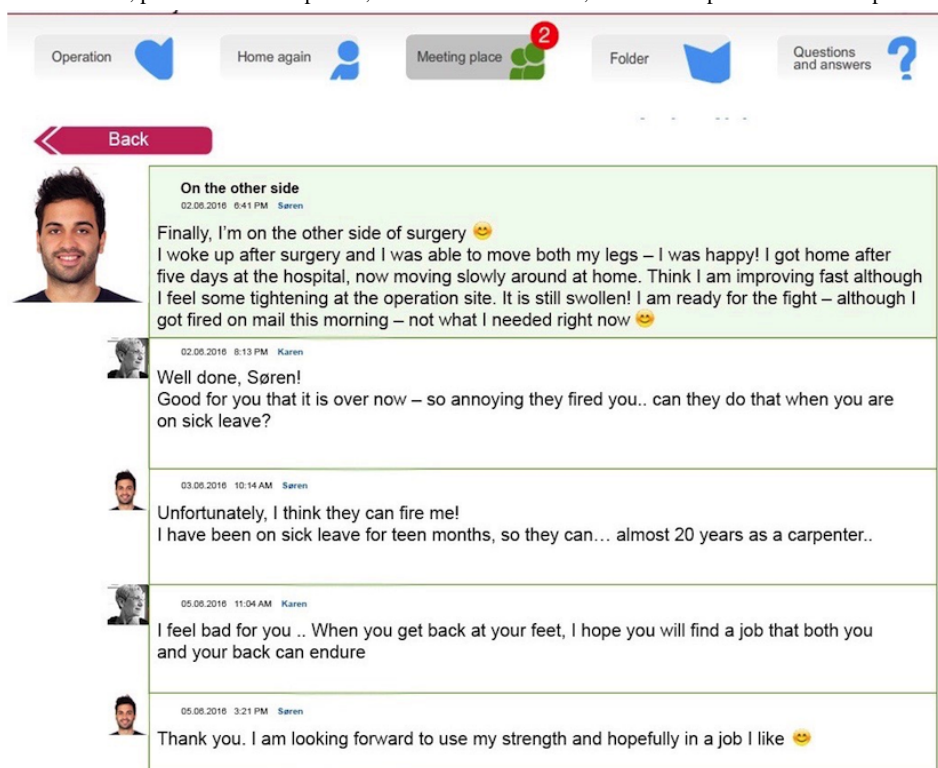 Operation
Home again
Meeting place
2
Folder
Questions
and answers
Back
On the other side
02.06.2016 6:41 PM Søren
Finally, I'm on the other side of surgery 😊
I woke up after surgery and I was able to move both my legs – I was happy! I got home after
five days at the hospital, now moving slowly around at home. Think I am improving fast although
I feel some tightening at the operation site. It is still swollen! I am ready for the fight – although I
got fired on mail this morning – not what I needed right now 😊
02.06.2016 8:13 PM Karen
Well done, Søren!
Good for you that it is over now – so annoying they fired you.. can they do that when you are
on sick leave?
03.06.2016 10:14 AM Søren
Unfortunately, I think they can fire me!
I have been on sick leave for teen months, so they can… almost 20 years as a carpenter..
05.06.2016 11:04 AM Karen
I feel bad for you .. When you get back at your feet, I hope you will find a job that both you
and your back can endure
05.06.2016 3:21 PM Søren
Thank you. I am looking forward to use my strength and hopefully in a job I like 😊